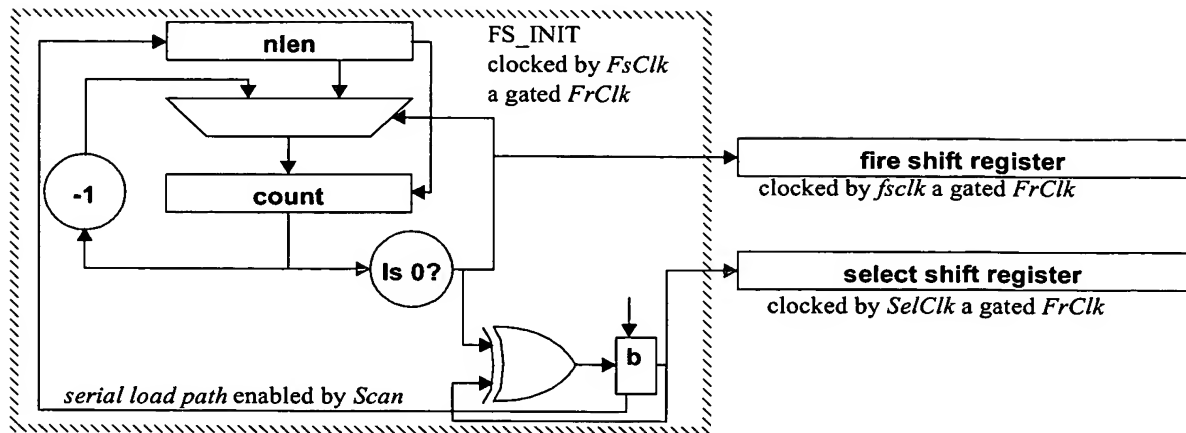 nlen
FS_INIT
clocked by FsClk
a gated FrClk
fire shift register
clocked by fsclk a gated FrClk
-1
count
Is 0?
select shift register
clocked by SelClk a gated FrClk
b
serial load path enabled by Scan